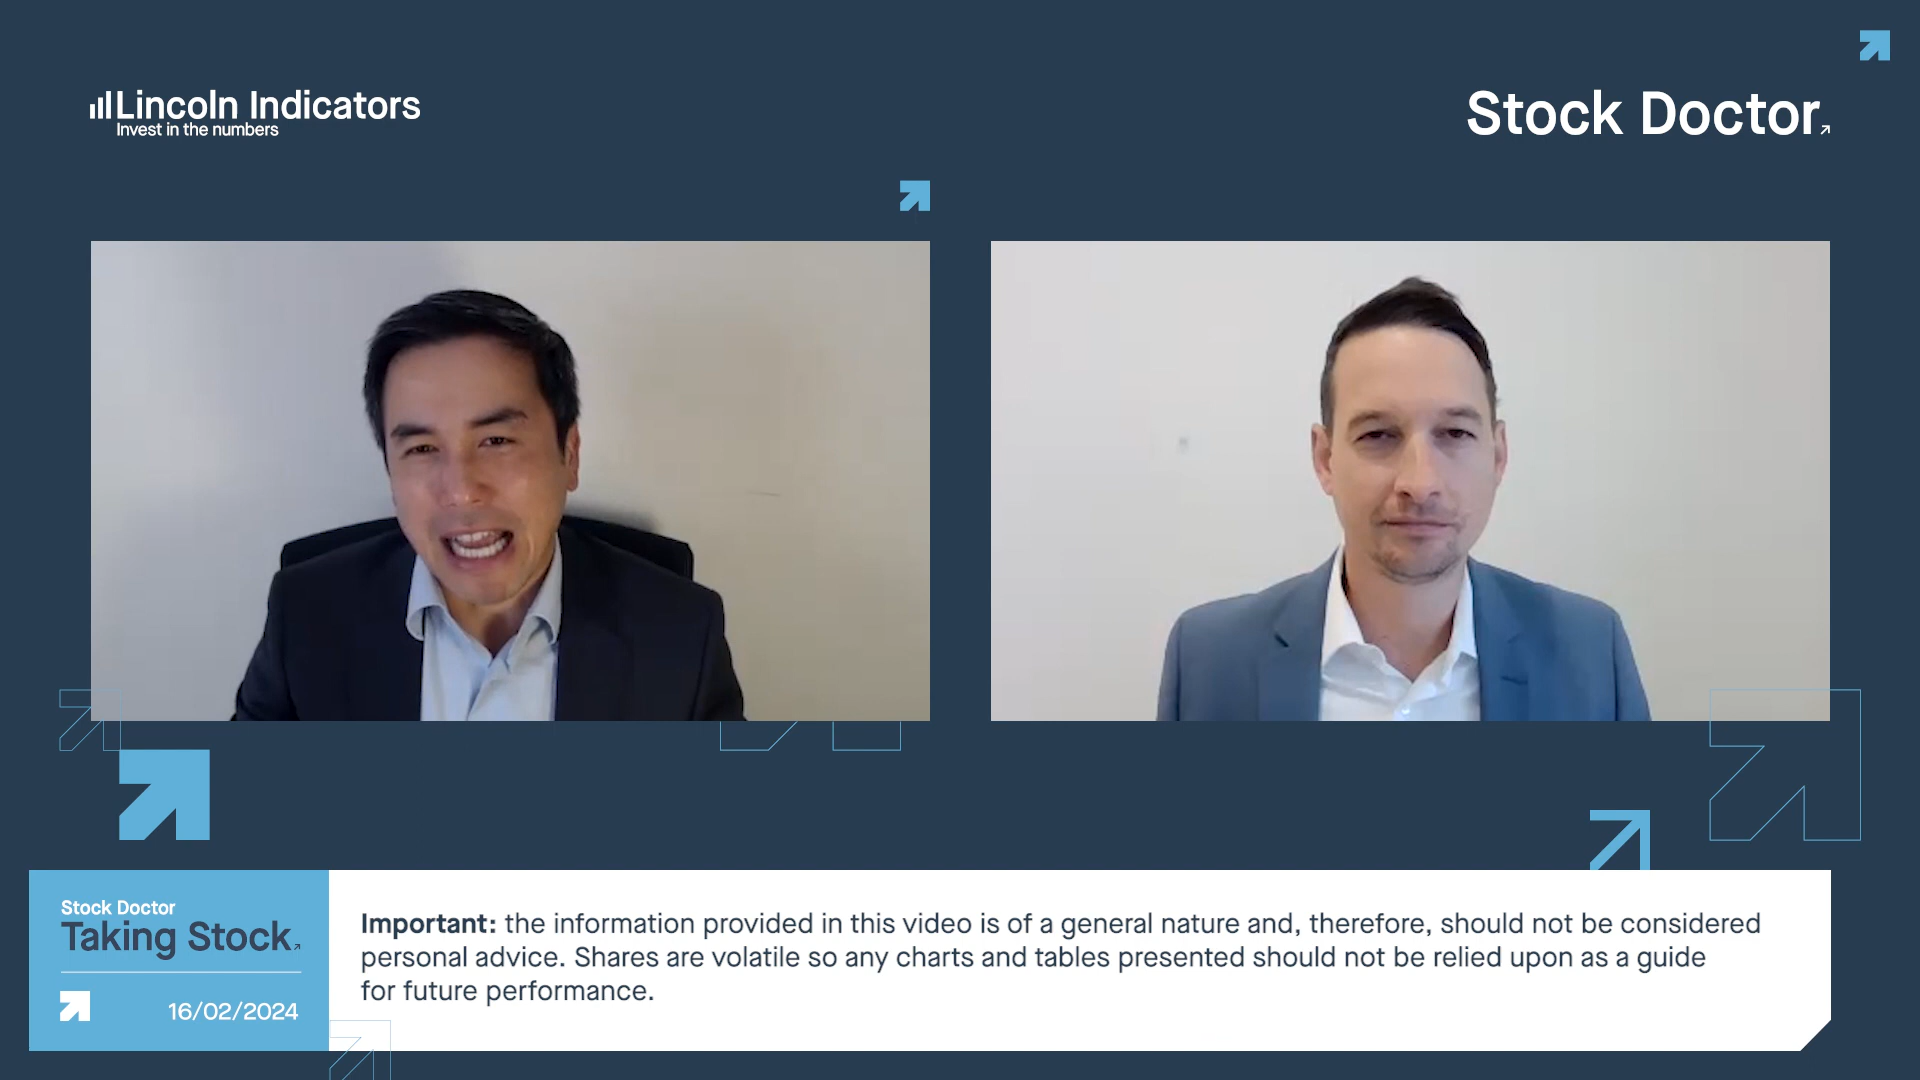 Lincoln Indicators
Invest in the numbers
Stock Doctor
Stock Doctor
Taking Stock
16/02/2024
Important: the information provided in this video is of a general nature and, therefore, should not be considered
personal advice. Shares are volatile so any charts and tables presented should not be relied upon as a guide
for future performance.